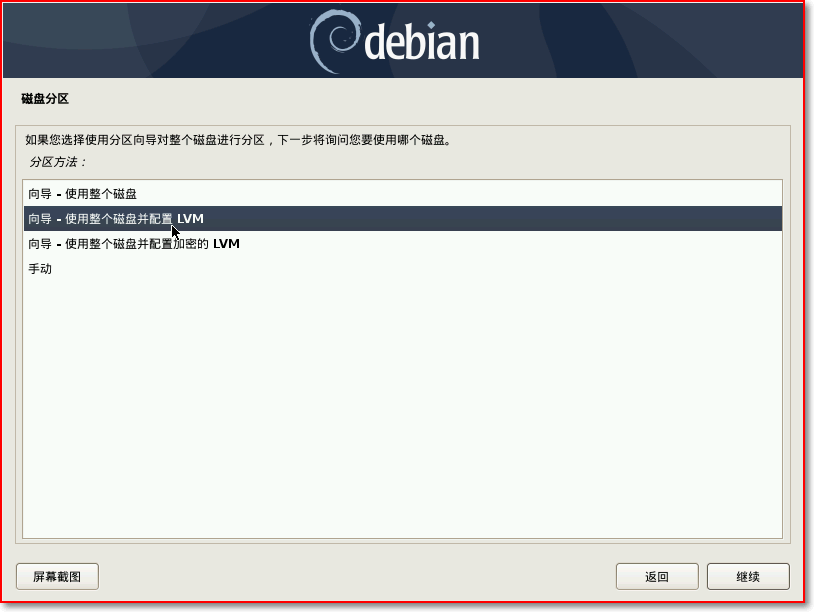 debian
磁盘分区
如果您选择使用分区向导对整个磁盘进行分区，下一步将询问您要使用哪个磁盘。
分区方法：
向导 - 使用整个磁盘
向导 - 使用整个磁盘并配置 LVM
向导 - 使用整个磁盘并配置加密的 LVM
手动
屏幕截图
返回
继续